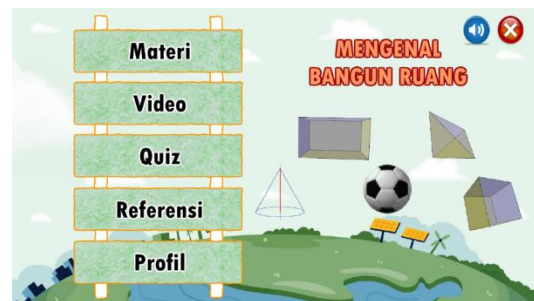 Materi
Video
Quiz
Referensi
Profil
MENGENAL
BANGUN RUANG